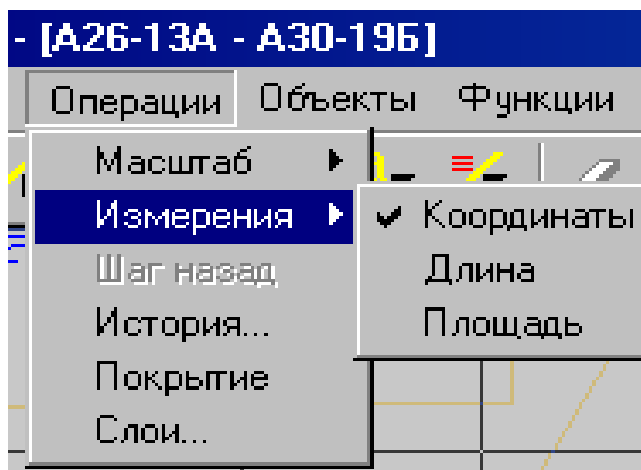 - [А26-13А - А30-19Б]
Операции Объекты Функции
Масштаб
Измерения
Координаты
Шаг назад
Длина
История...
Площадь
Покрытие
Слои...